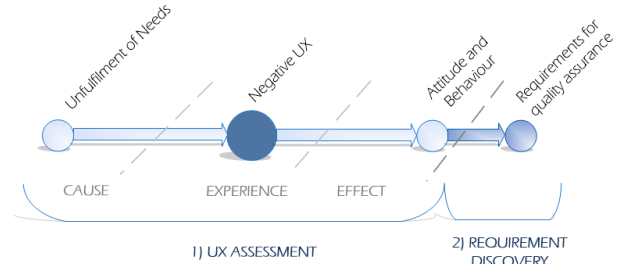 Unfulfilment of Needs
Negative UX
Attitude and
Behaviour
Requirements for
quality assurance
CAUSE
EXPERIENCE
EFFECT
1) UX ASSESSMENT
2) REQUIREMENT
DISCOVERY